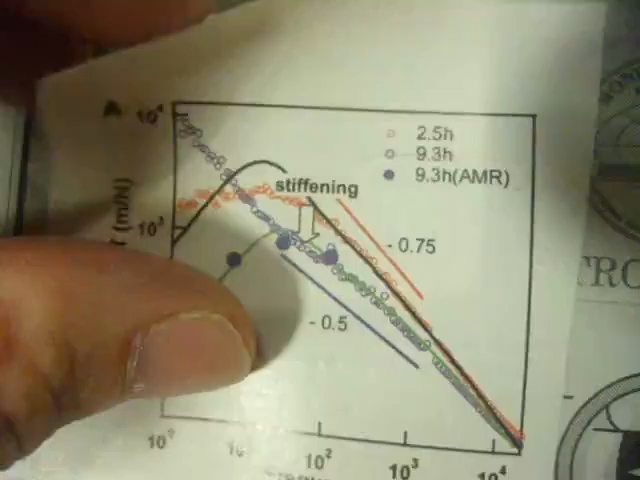 A
10⁴
2.5h
9.3h
9.3h(AMR)
stiffening
10³
(m/N)
- 0.75
- 0.5
10⁰
10²
10³
10⁴